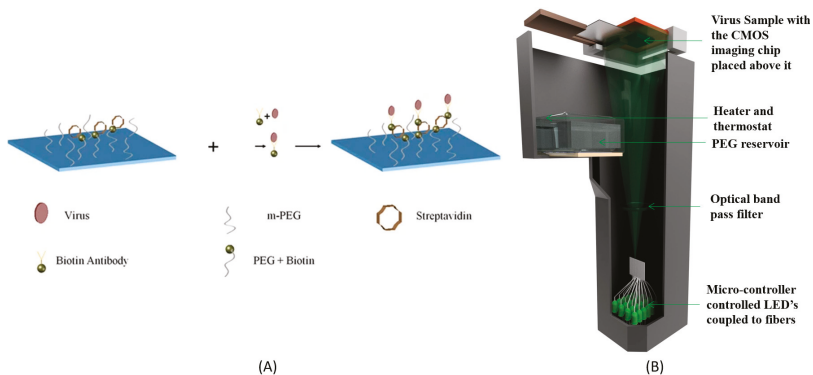 +
+
Virus
m-PEG
Streptavidin
Biotin Antibody
PEG + Biotin
(A)
Virus Sample with
the CMOS
imaging chip
placed above it
Heater and
thermostat
PEG reservoir
Optical band
pass filter
Micro-controller
controlled LED's
coupled to fibers
(B)